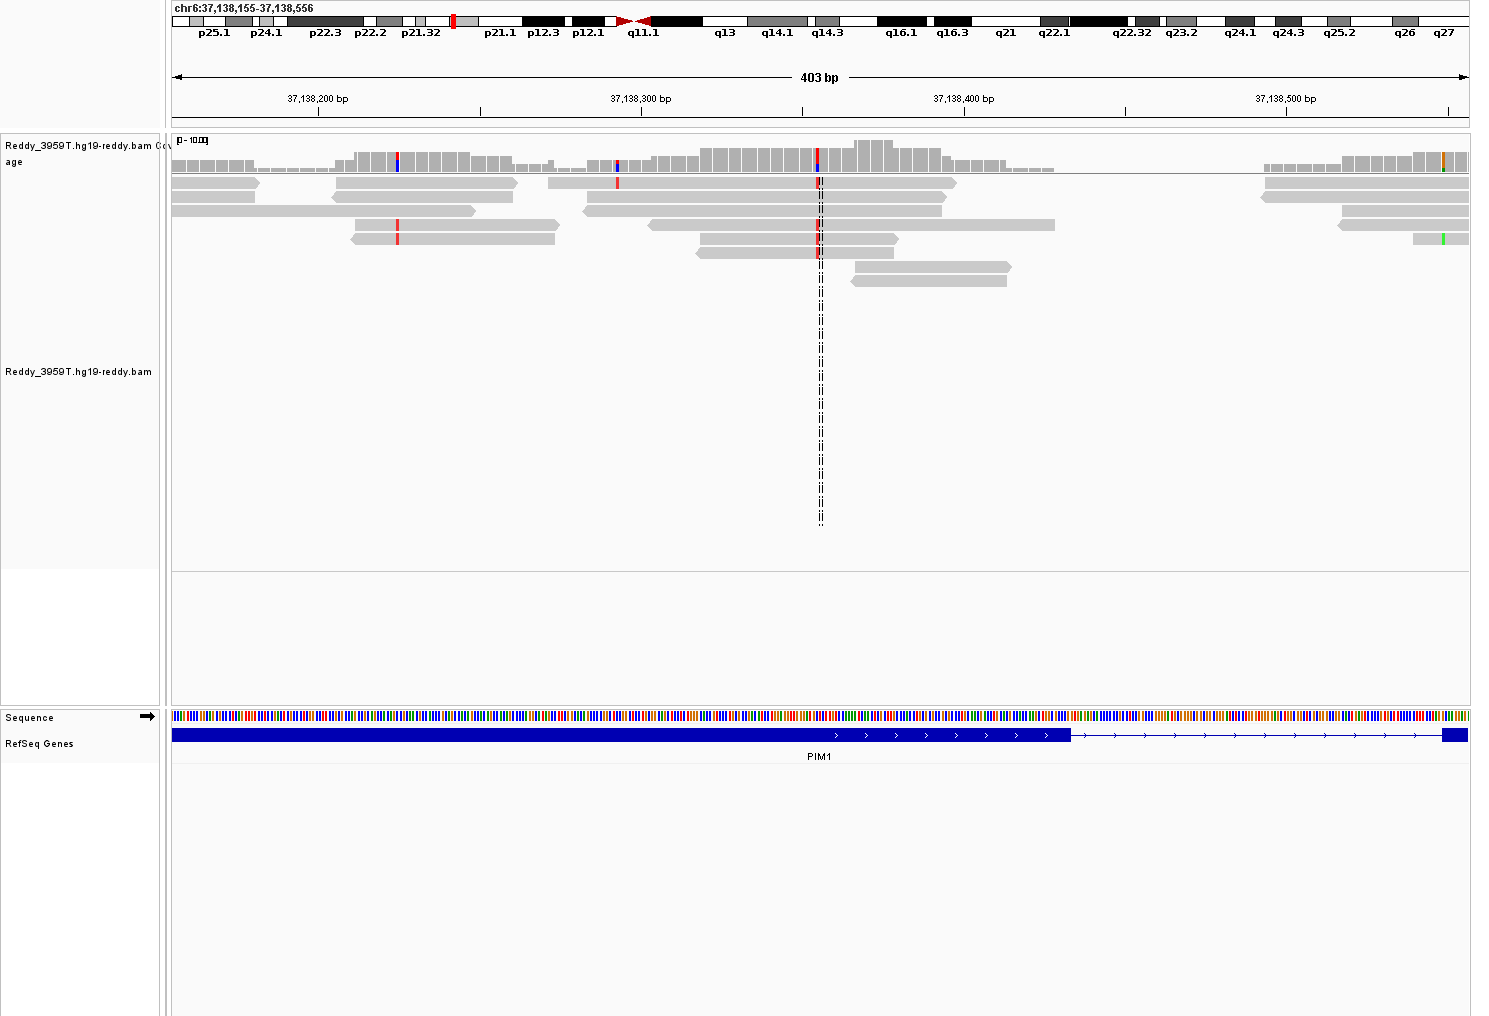 chr6:37,138,155-37,138,556
p25.1 p24.1 p22.3 p22.2 p21.32 p21.1 p12.3 p12.1 q11.1 q13 q14.1 q14.3 q16.1 q16.3 q21 q22.1 q22.32 q23.2 q24.1 q24.3 q25.2 q26 q27
403 bp
37,138,200 bp 37,138,300 bp 37,138,400 bp 37,138,500 bp
[0 - 10.00]
Reddy_3959T.hg19-reddy.bam Cov
age
Reddy_3959T.hg19-reddy.bam
Sequence
RefSeq Genes
PIM1